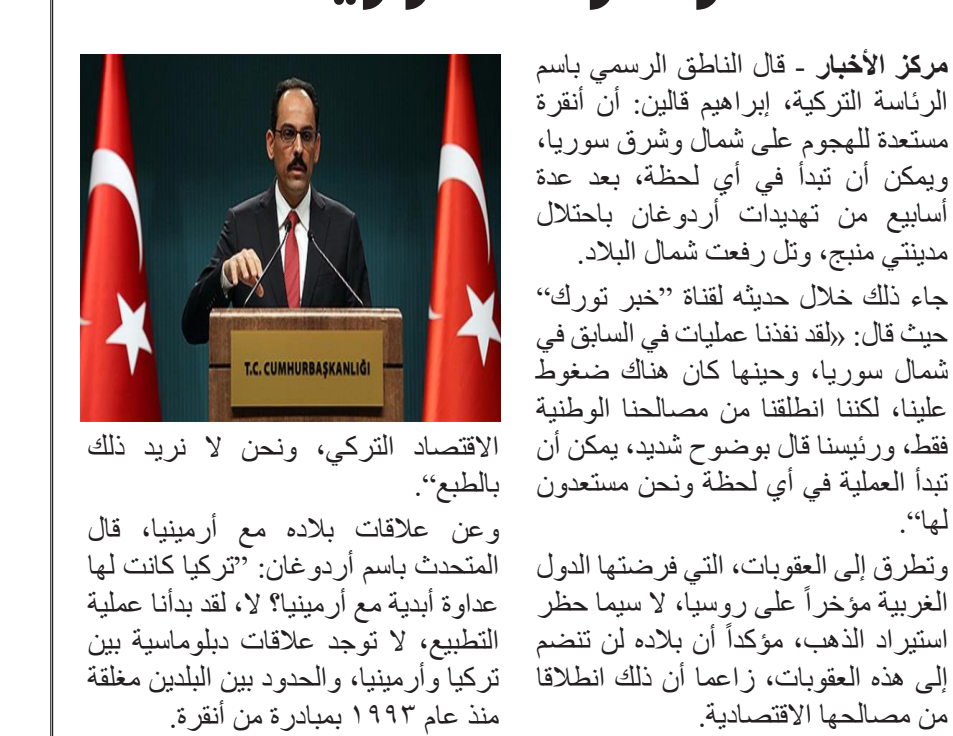 مركز الأخبار - قال الناطق الرسمي باسم
الرئاسة التركية، إبراهيم قالين: أن أنقرة
مستعدة للهجوم على شمال وشرق سوريا،
ويمكن أن تبدأ في أي لحظة، بعد عدة
أسابيع من تهديدات أردوغان باحتلال
مدينتي منبج، وتل رفعت شمال البلاد.
جاء ذلك خلال حديثه لقناة ”خبر تورك“
حيث قال: «لقد نفذنا عمليات في السابق في
شمال سوريا، وحينها كان هناك ضغوط
علينا، لكننا انطلقنا من مصالحنا الوطنية
فقط، ورئيسنا قال بوضوح شديد، يمكن أن
تبدأ العملية في أي لحظة ونحن مستعدون
لها“.
وتطرق إلى العقوبات، التي فرضتها الدول
الغربية مؤخراً على روسيا، لا سيما حظر
استيراد الذهب، مؤكداً أن بلاده لن تنضم
إلى هذه العقوبات، زاعما أن ذلك انطلاقا
من مصالحها الاقتصادية.
T.C. CUMHURBAŞKANLIĞI
الاقتصاد التركي، ونحن لا نريد ذلك
بالطبع“.
وعن علاقات بلاده مع أرمينيا، قال
المتحدث باسم أردوغان: ”تركيا كانت لها
عداوة أبدية مع أرمينيا؟ لا، لقد بدأنا عملية
التطبيع، لا توجد علاقات دبلوماسية بين
تركيا وأرمينيا، والحدود بين البلدين مغلقة
منذ عام ١٩٩٣ بمبادرة من أنقرة.